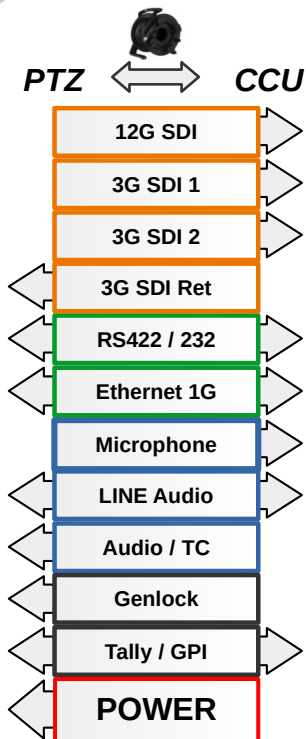 PTZ CCU
12G SDI
3G SDI 1
3G SDI 2
3G SDI Ret
RS422 / 232
Ethernet 1G
Microphone
LINE Audio
Audio / TC
Genlock
Tally / GPI
POWER